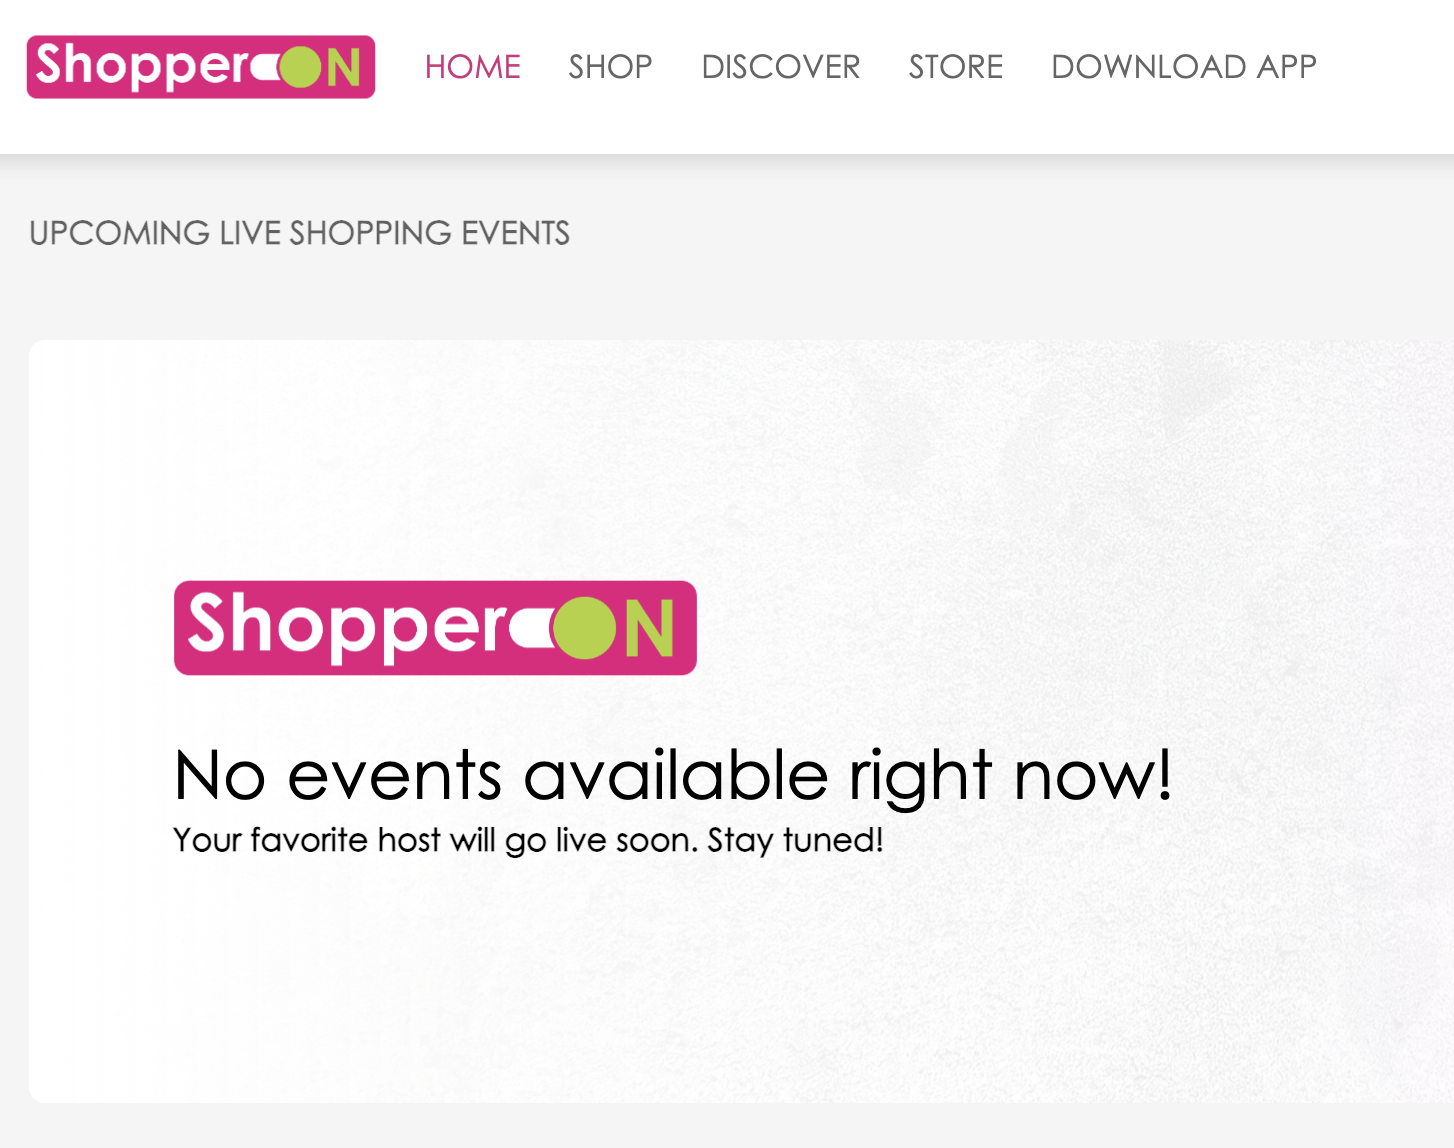 ShopperON
HOME
SHOP
DISCOVER
STORE
DOWNLOAD APP
UPCOMING LIVE SHOPPING EVENTS
ShopperON
No events available right now!
Your favorite host will go live soon. Stay tuned!